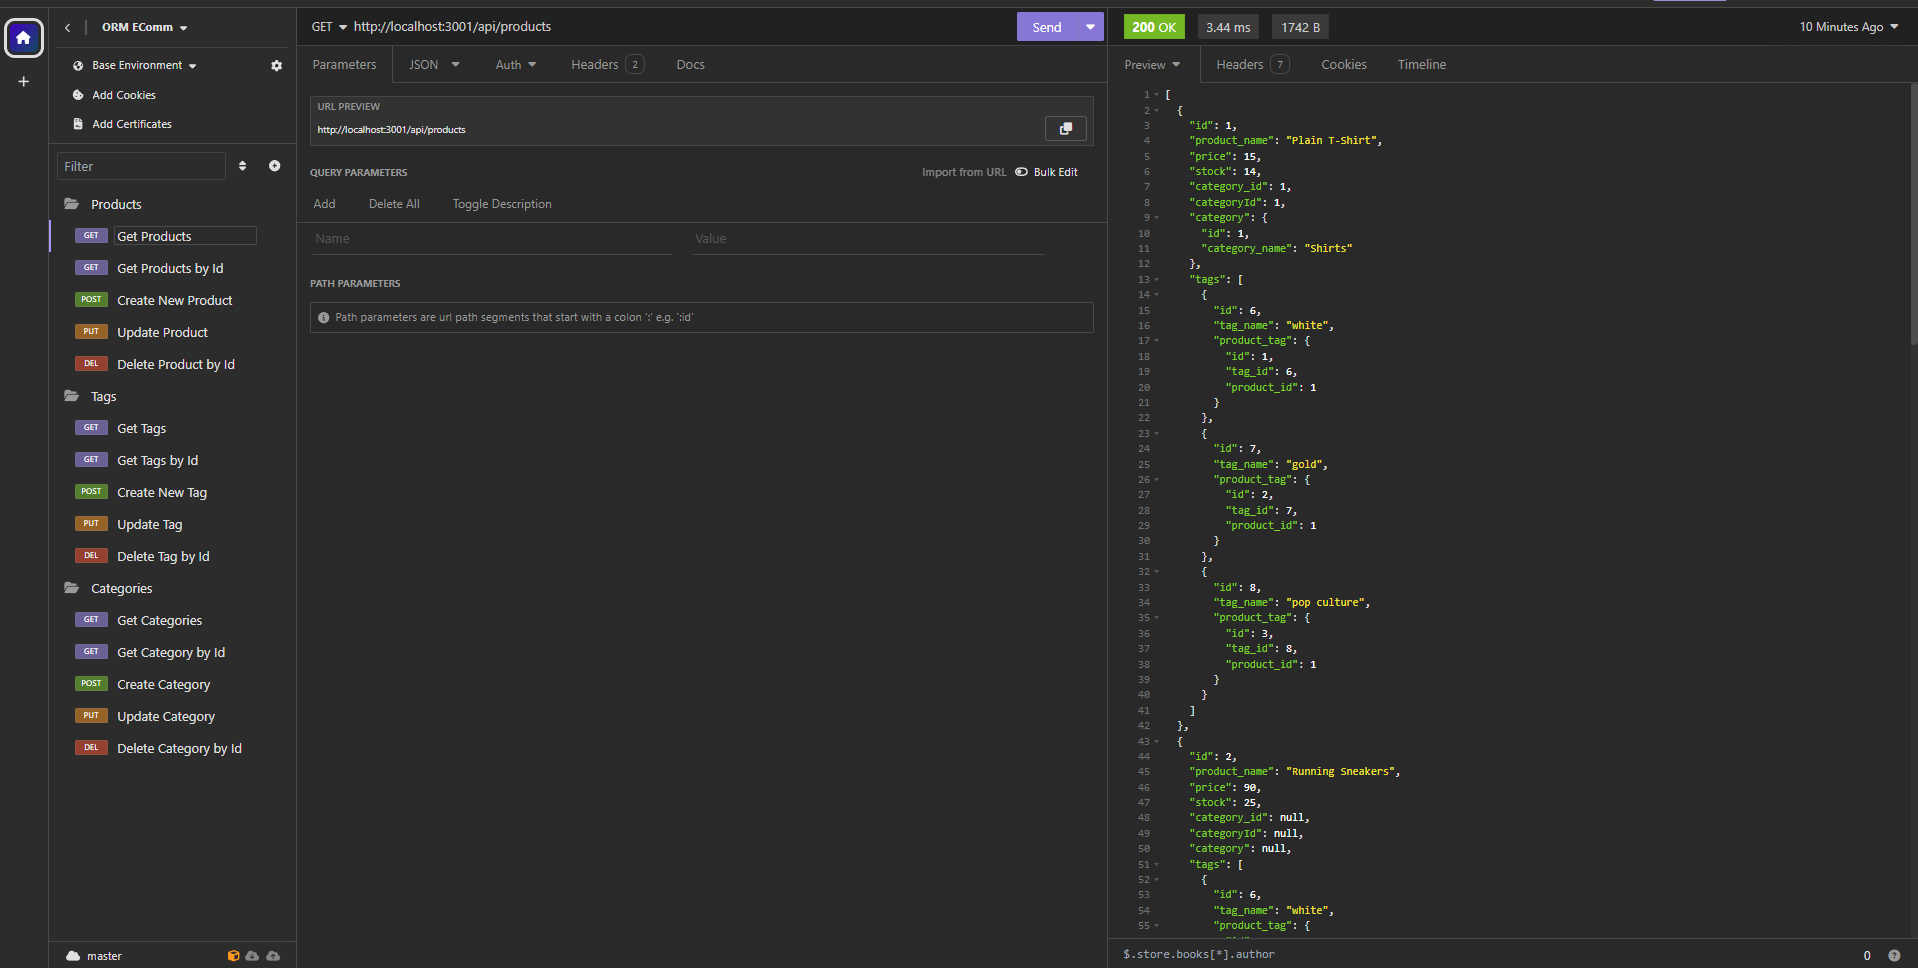 ORM EComm
Base Environment
Add Cookies
Add Certificates
Filter
Products
GET Get Products
GET Get Products by Id
POST Create New Product
PUT Update Product
DEL Delete Product by Id
Tags
GET Get Tags
GET Get Tags by Id
POST Create New Tag
PUT Update Tag
DEL Delete Tag by Id
Categories
GET Get Categories
GET Get Category by Id
POST Create Category
PUT Update Category
DEL Delete Category by Id
master
GET http://localhost:3001/api/products Send
Parameters JSON Auth Headers 2 Docs
URL PREVIEW
http://localhost:3001/api/products
QUERY PARAMETERS Import from URL Bulk Edit
Add Delete All Toggle Description
Name Value
PATH PARAMETERS
Path parameters are url path segments that start with a colon ':' e.g. ':id'
200 OK 3.44 ms 1742 B 10 Minutes Ago
Preview Headers 7 Cookies Timeline
1 [
2 {
3 "id": 1,
4 "product_name": "Plain T-Shirt",
5 "price": 15,
6 "stock": 14,
7 "category_id": 1,
8 "categoryId": 1,
9 "category": {
10 "id": 1,
11 "category_name": "Shirts"
12 },
13 "tags": [
14 {
15 "id": 6,
16 "tag_name": "white",
17 "product_tag": {
18 "id": 1,
19 "tag_id": 6,
20 "product_id": 1
21 }
22 },
23 {
24 "id": 7,
25 "tag_name": "gold",
26 "product_tag": {
27 "id": 2,
28 "tag_id": 7,
29 "product_id": 1
30 }
31 },
32 {
33 "id": 8,
34 "tag_name": "pop culture",
35 "product_tag": {
36 "id": 3,
37 "tag_id": 8,
38 "product_id": 1
39 }
40 }
41 ]
42 },
43 {
44 "id": 2,
45 "product_name": "Running Sneakers",
46 "price": 90,
47 "stock": 25,
48 "category_id": null,
49 "categoryId": null,
50 "category": null,
51 "tags": [
52 {
53 "id": 6,
54 "tag_name": "white",
55 "product_tag": {
$.store.books[*].author 0